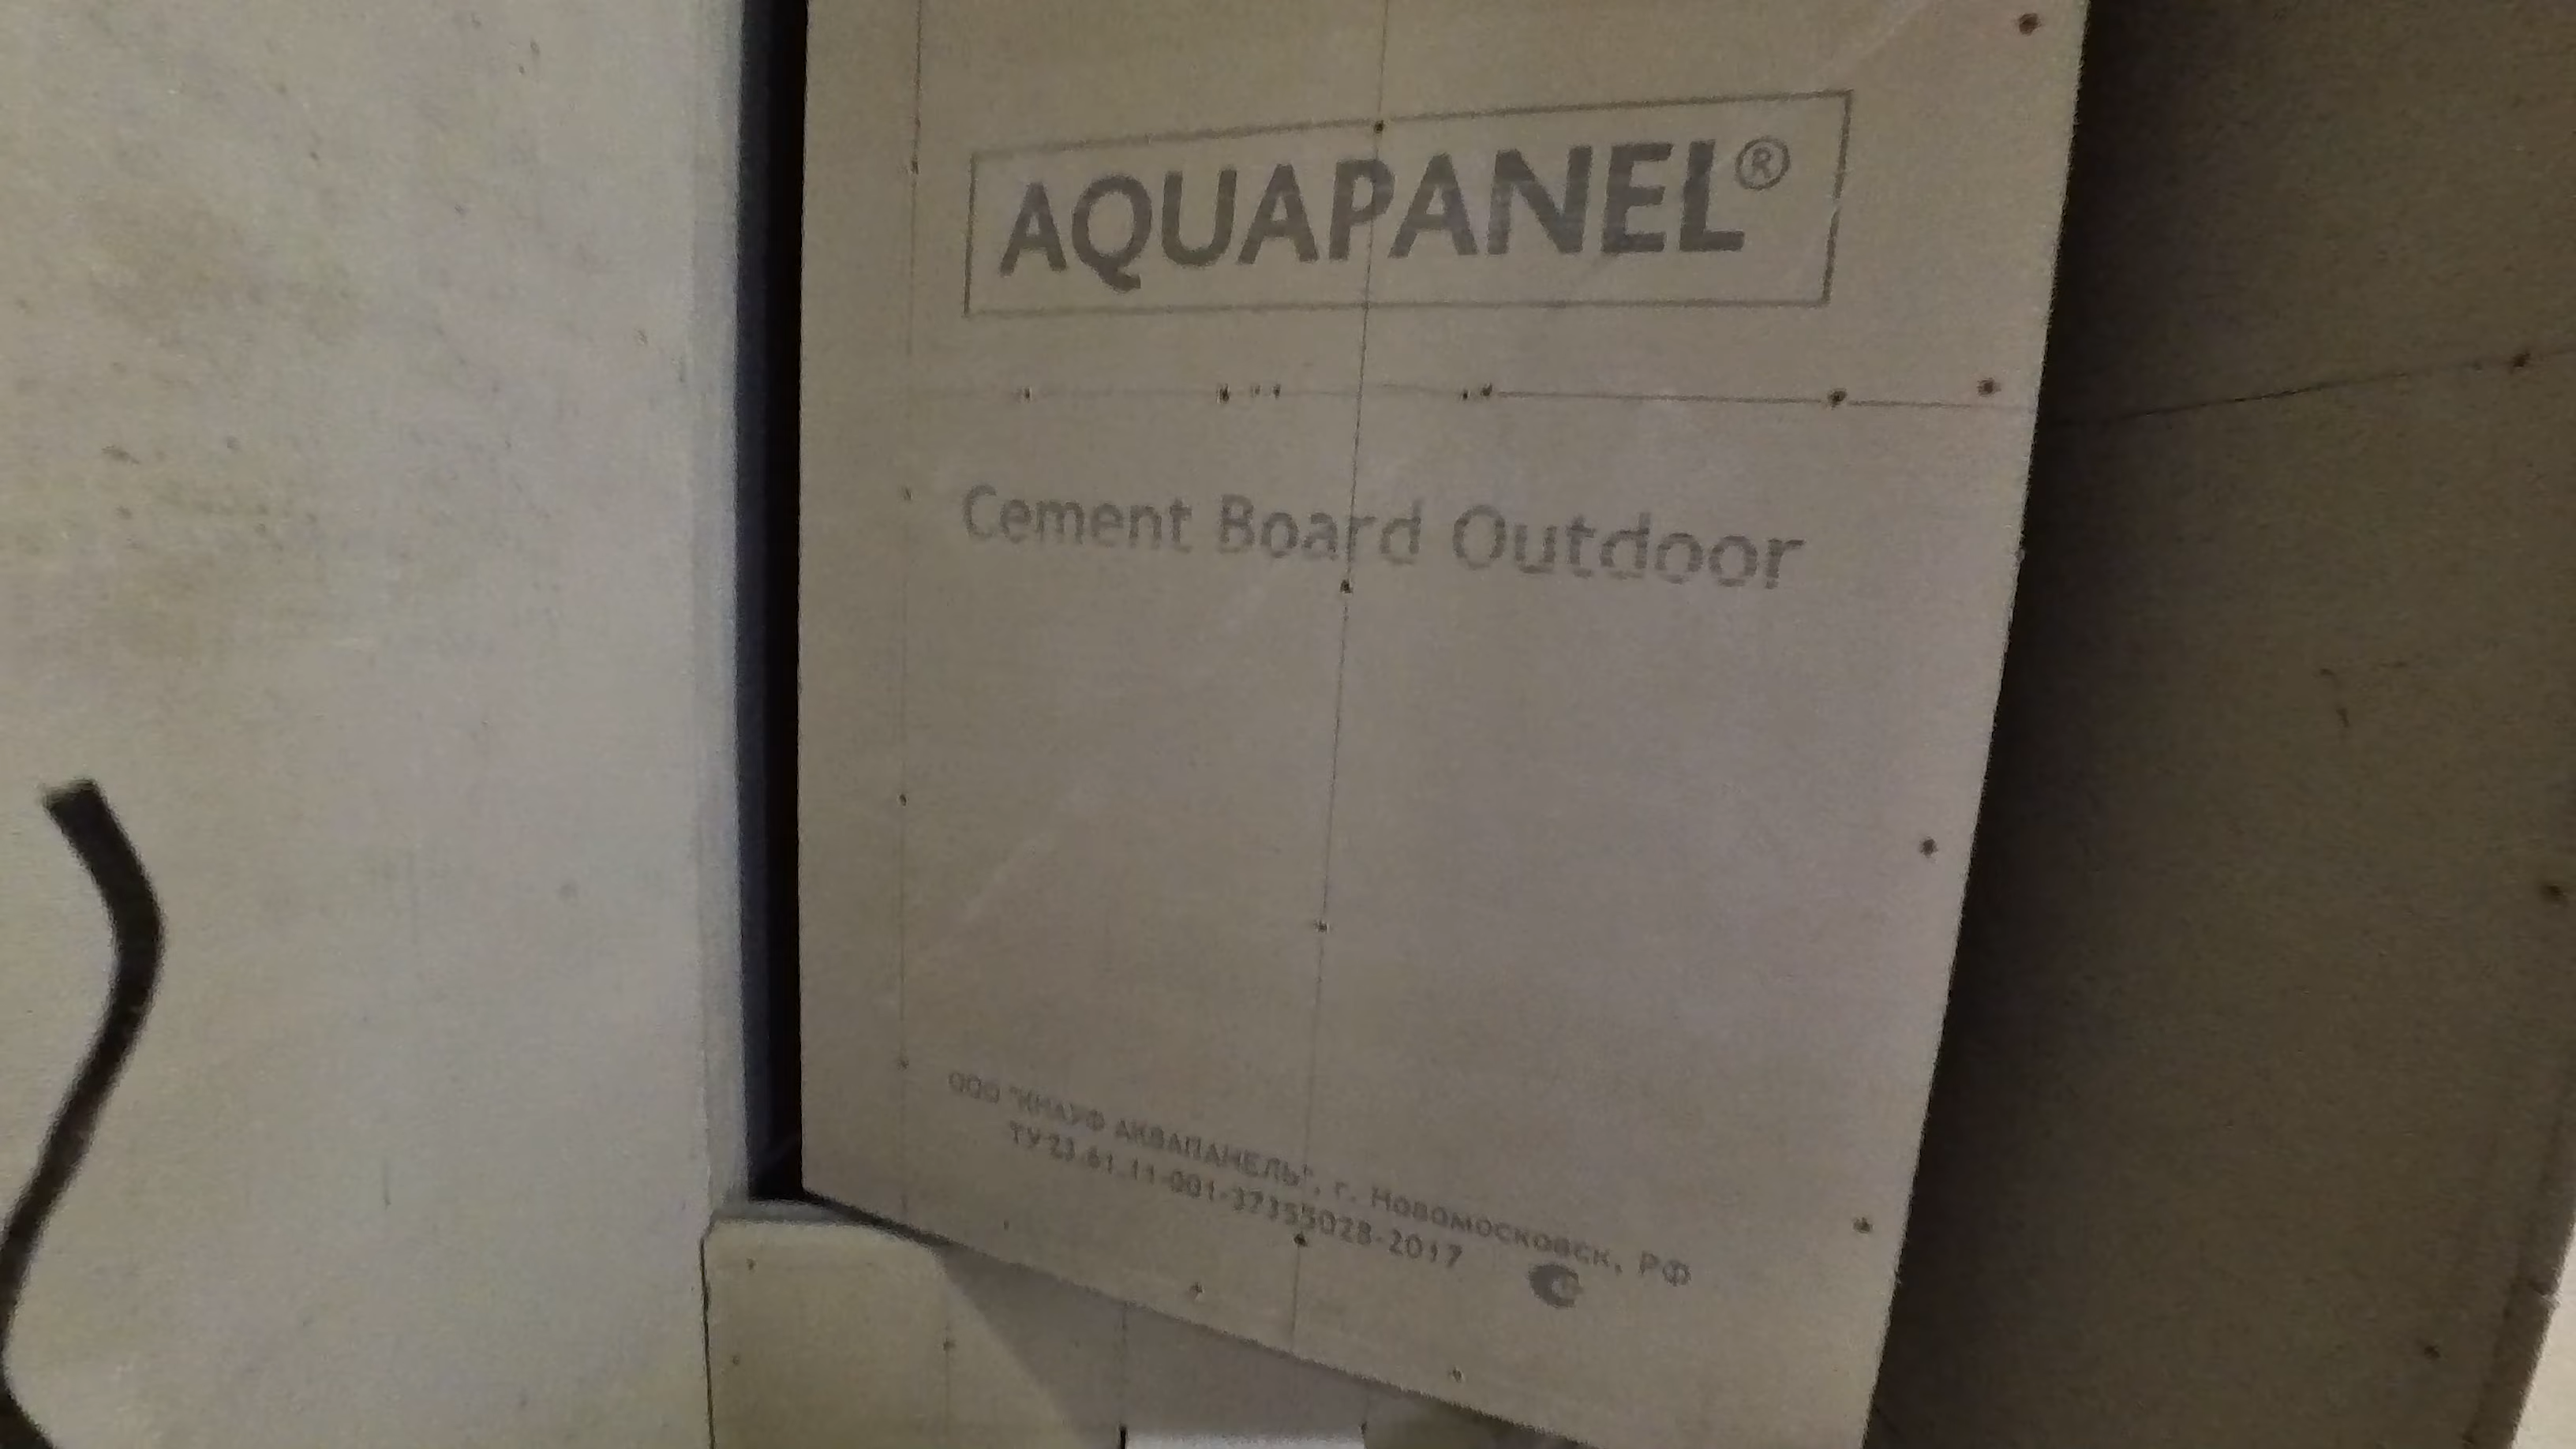 AQUAPANEL®
Cement Board Outdoor
ООО "КНАУФ АКВАПАНЕЛЬ", г. Новомосковск, РФ
ТУ 23.61.11-001-37355028-2017